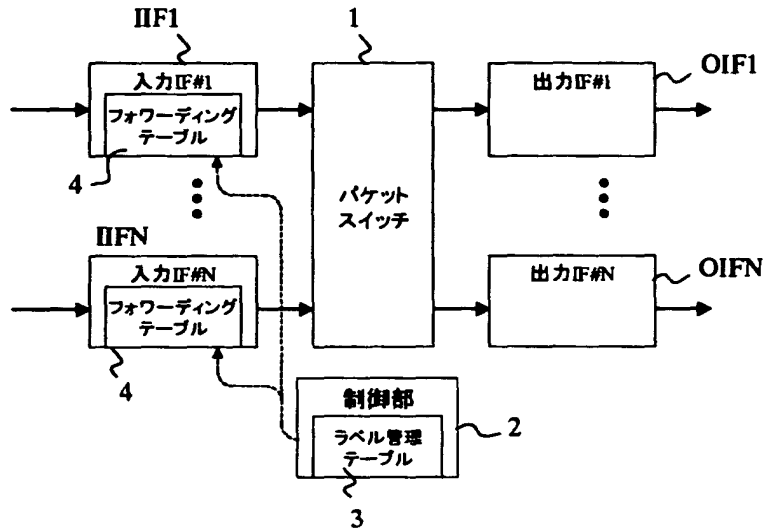 IIF1
1
入力IF#1
フォワーディング
テーブル
4
出力IF#1
OIF1
パケット
スイッチ
IIFN
入力IF#N
フォワーディング
テーブル
4
出力IF#N
OIFN
制御部
ラベル管理
テーブル
2
3